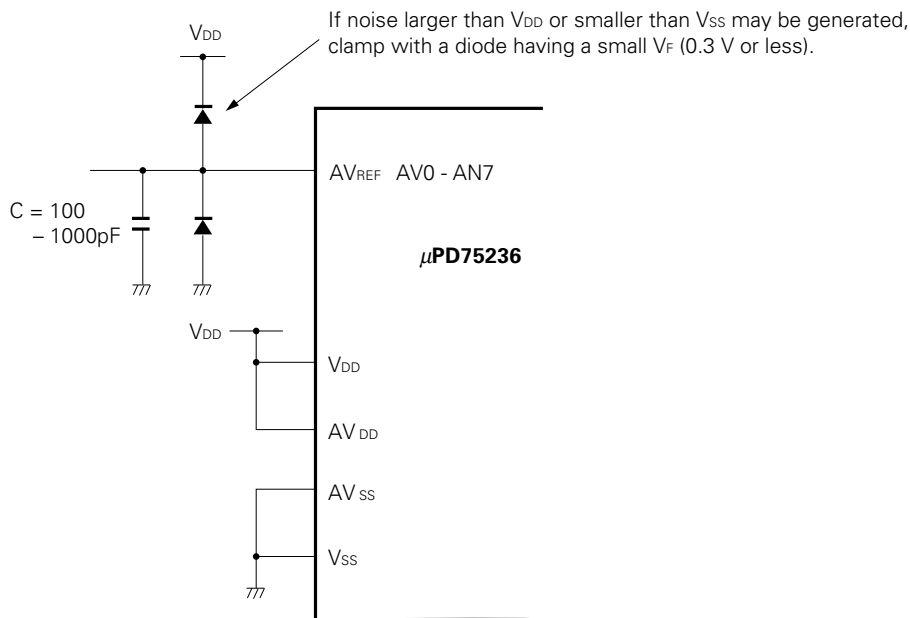 If noise larger than VDD or smaller than VSS may be generated,
clamp with a diode having a small VF (0.3 V or less).
VDD
AVREF AV0 - AN7
C = 100
– 1000pF
μPD75236
VDD
VDD
AV DD
AV SS
VSS